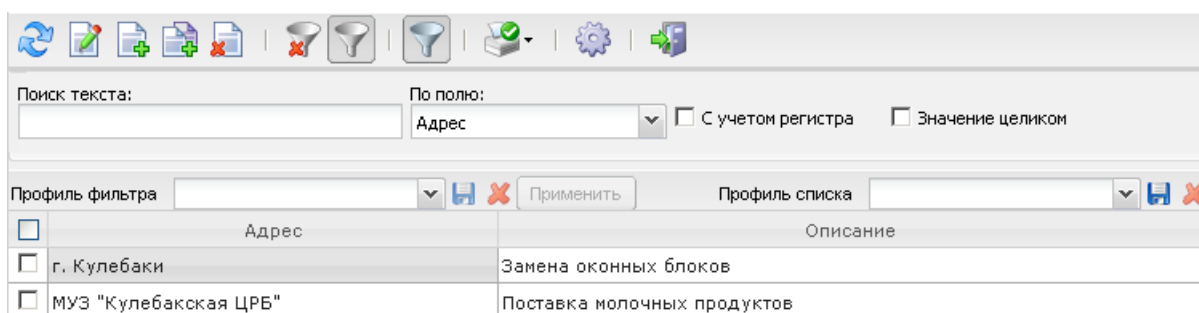 Поиск текста: По полю:
Адрес С учетом регистра Значение целиком
Профиль фильтра Применить Профиль списка
Адрес Описание
г. Кулебаки Замена оконных блоков
МУЗ "Кулебакская ЦРБ" Поставка молочных продуктов